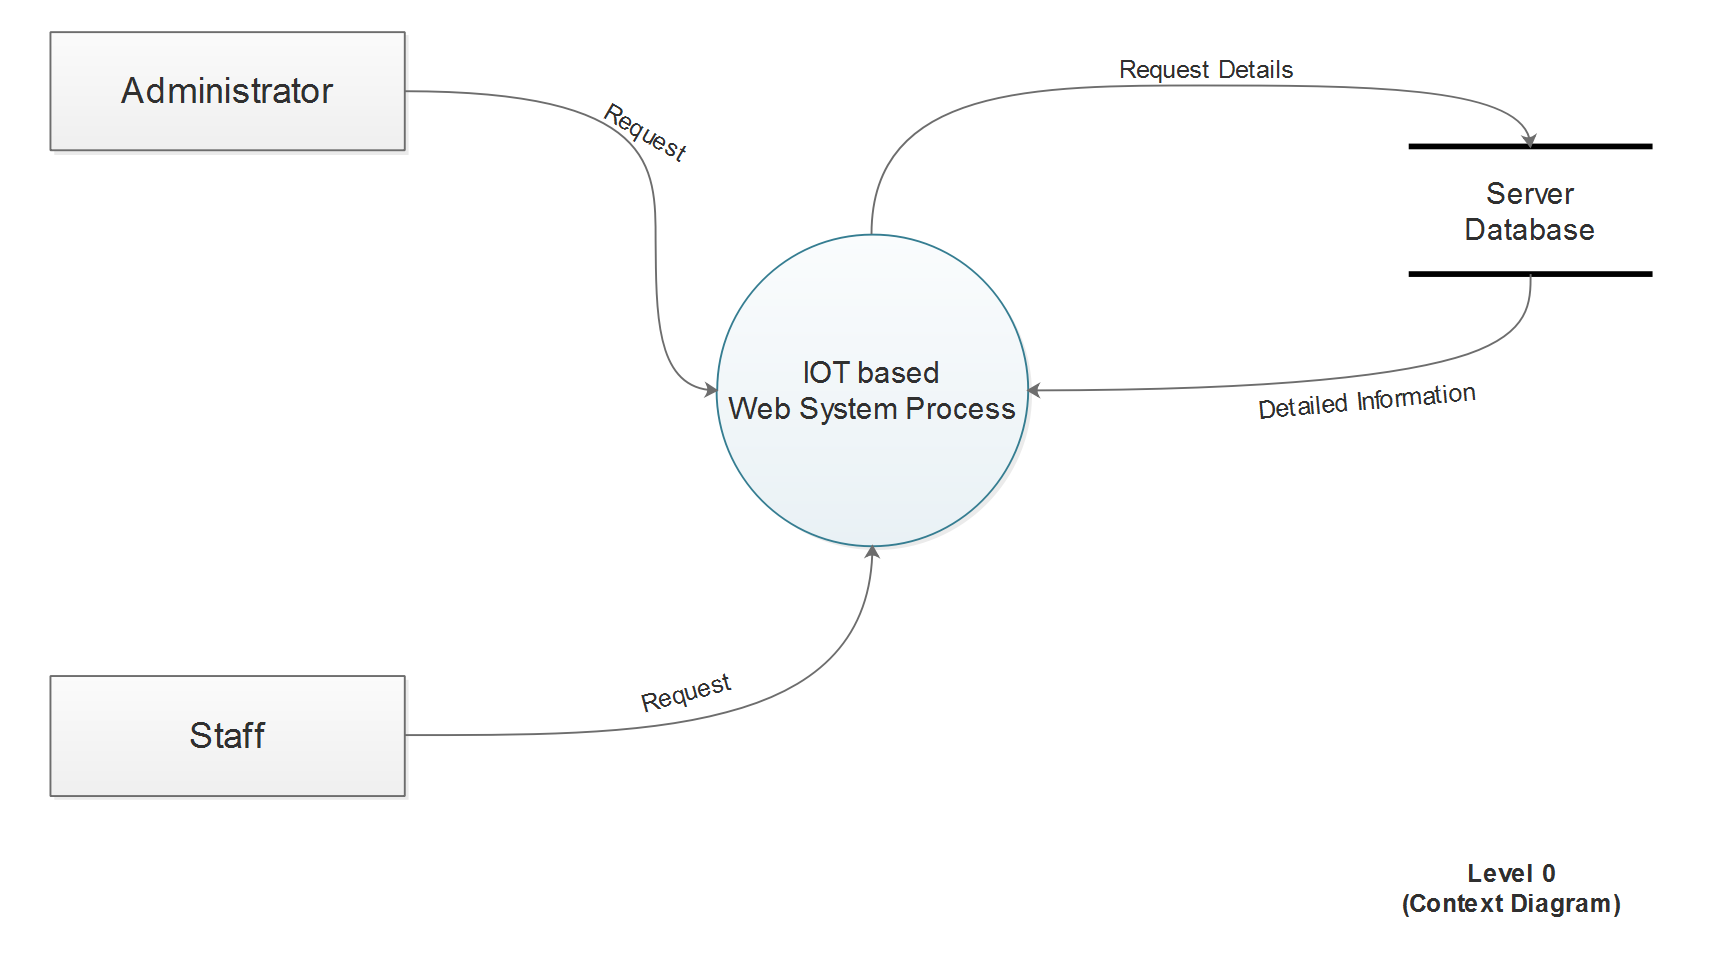 Administrator
Request
Request Details
Server
Database
IOT based
Web System Process
Detailed Information
Request
Staff
Level 0
(Context Diagram)